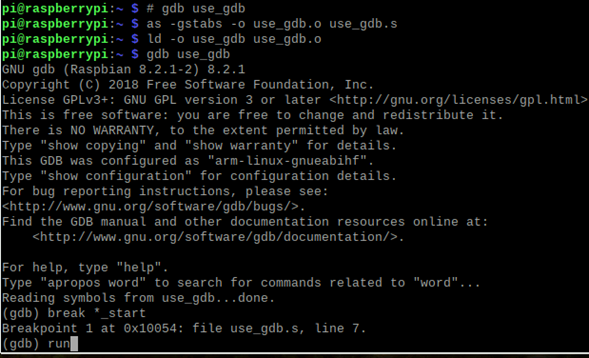 pi@raspberrypi:~ $ # gdb use_gdb
pi@raspberrypi:~ $ as -gstabs -o use_gdb.o use_gdb.s
pi@raspberrypi:~ $ ld -o use_gdb use_gdb.o
pi@raspberrypi:~ $ gdb use_gdb
GNU gdb (Raspbian 8.2.1-2) 8.2.1
Copyright (C) 2018 Free Software Foundation, Inc.
License GPLv3+: GNU GPL version 3 or later <http://gnu.org/licenses/gpl.html>
This is free software: you are free to change and redistribute it.
There is NO WARRANTY, to the extent permitted by law.
Type "show copying" and "show warranty" for details.
This GDB was configured as "arm-linux-gnueabihf".
Type "show configuration" for configuration details.
For bug reporting instructions, please see:
<http://www.gnu.org/software/gdb/bugs/>.
Find the GDB manual and other documentation resources online at:
    <http://www.gnu.org/software/gdb/documentation/>.

For help, type "help".
Type "apropos word" to search for commands related to "word"...
Reading symbols from use_gdb...done.
(gdb) break *_start
Breakpoint 1 at 0x10054: file use_gdb.s, line 7.
(gdb) run